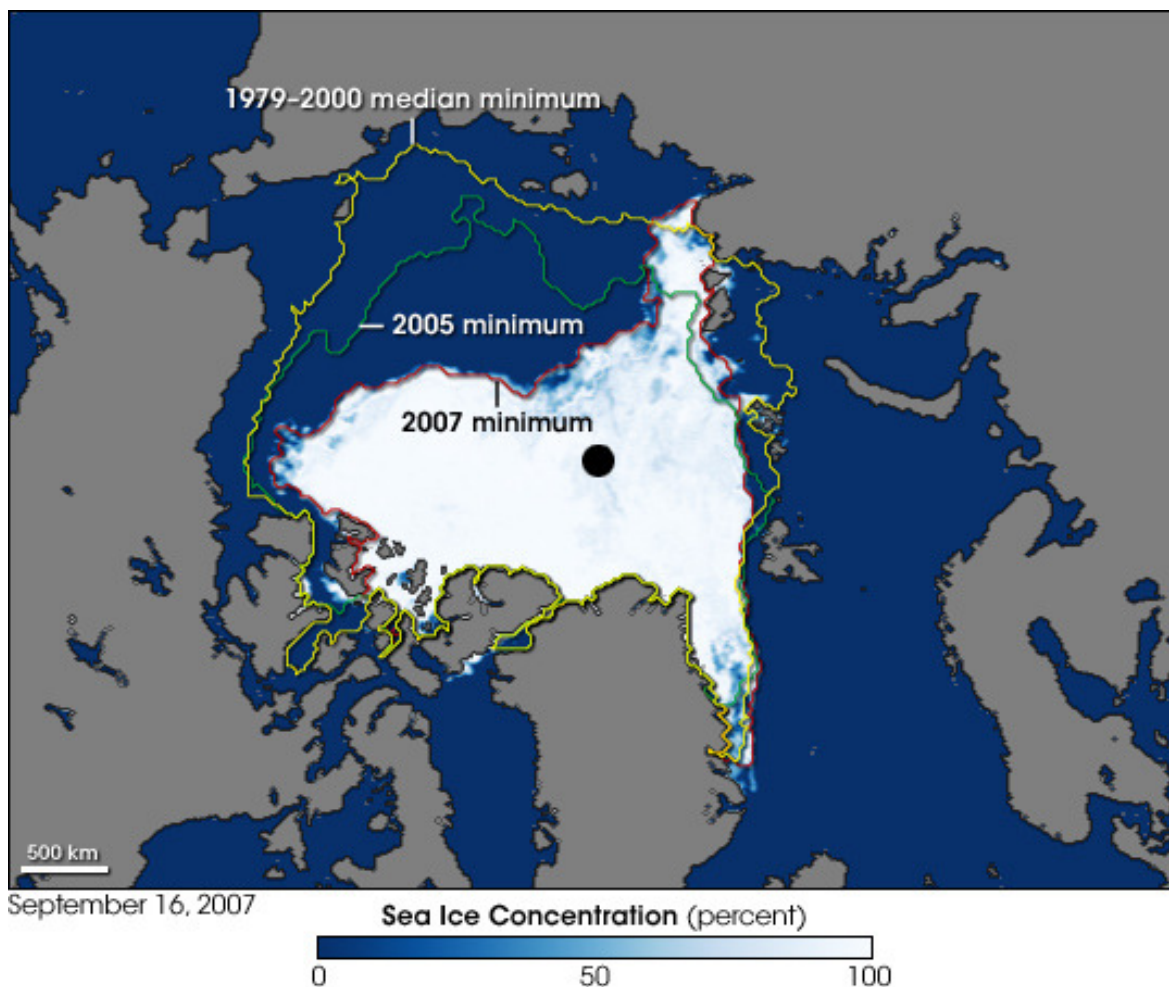 1979–2000 median minimum
2005 minimum
2007 minimum
500 km
September 16, 2007
Sea Ice Concentration (percent)
0 50 100